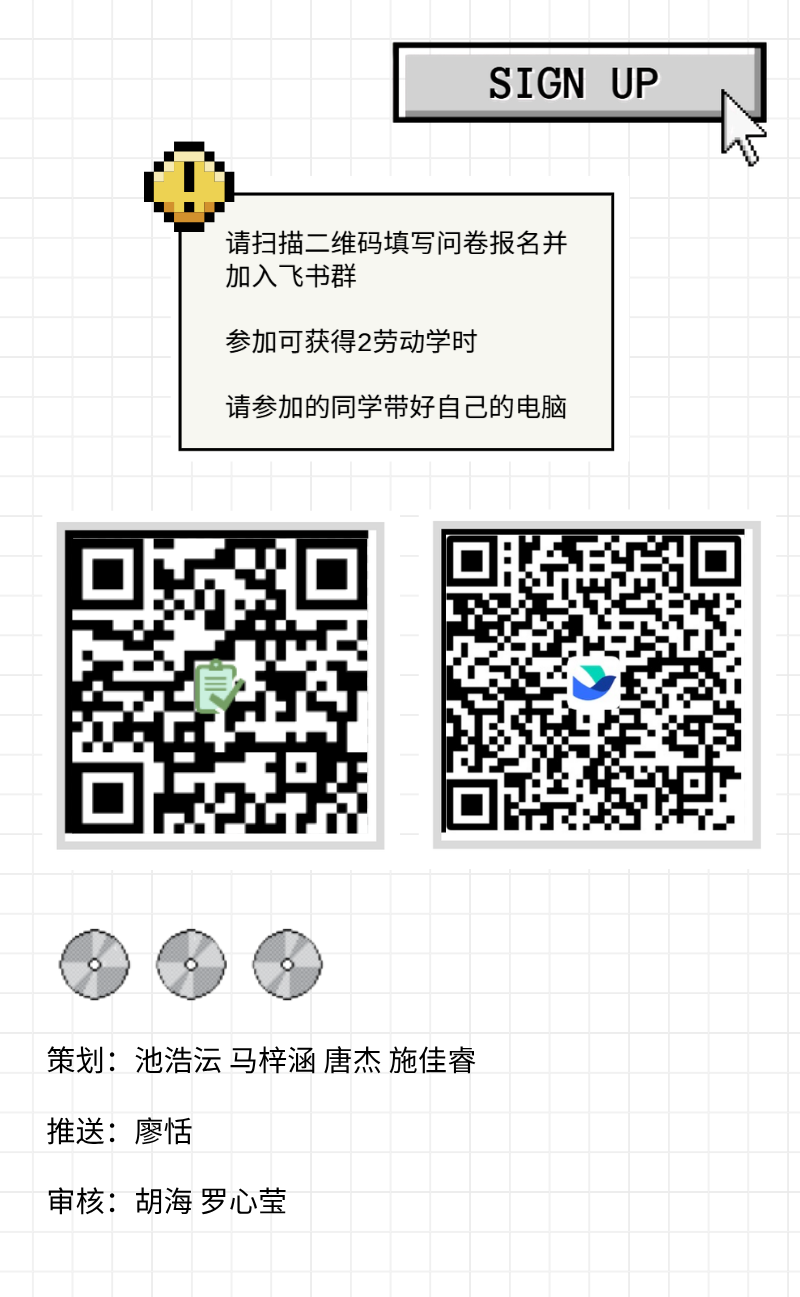 SIGN UP
请扫描二维码填写问卷报名并
加入飞书群
参加可获得2劳动学时
请参加的同学带好自己的电脑
策划：池浩沄 马梓涵 唐杰 施佳睿
推送：廖恬
审核：胡海 罗心莹